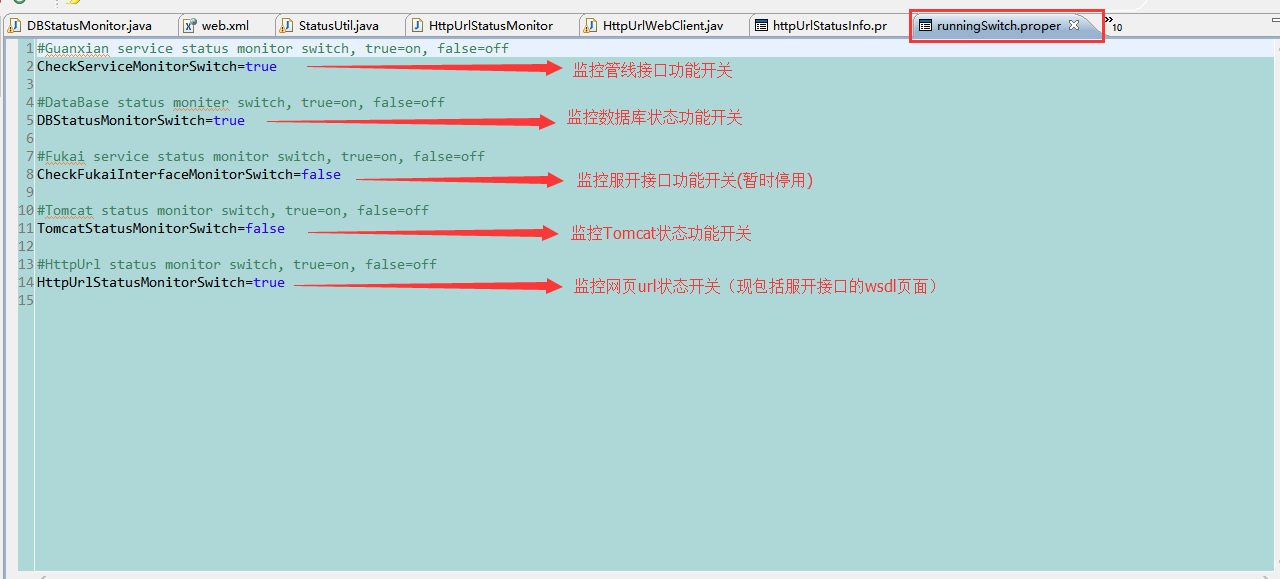 DBStatusMonitor.java web.xml StatusUtil.java HttpUrlStatusMonitor HttpUrlWebClient.jav httpUrlStatusInfo.pr runningSwitch.proper »10
1 #Guanxian service status monitor switch, true=on, false=off
2 CheckServiceMonitorSwitch=true 监控管线接口功能开关
3
4 #DataBase status moniter switch, true=on, false=off
5 DBStatusMonitorSwitch=true 监控数据库状态功能开关
6
7 #Fukai service status monitor switch, true=on, false=off
8 CheckFukaiInterfaceMonitorSwitch=false 监控服开接口功能开关(暂时停用)
9
10 #Tomcat status monitor switch, true=on, false=off
11 TomcatStatusMonitorSwitch=false 监控Tomcat状态功能开关
12
13 #HttpUrl status monitor switch, true=on, false=off
14 HttpUrlStatusMonitorSwitch=true 监控网页url状态开关（现包括服开接口的wsdl页面）
15